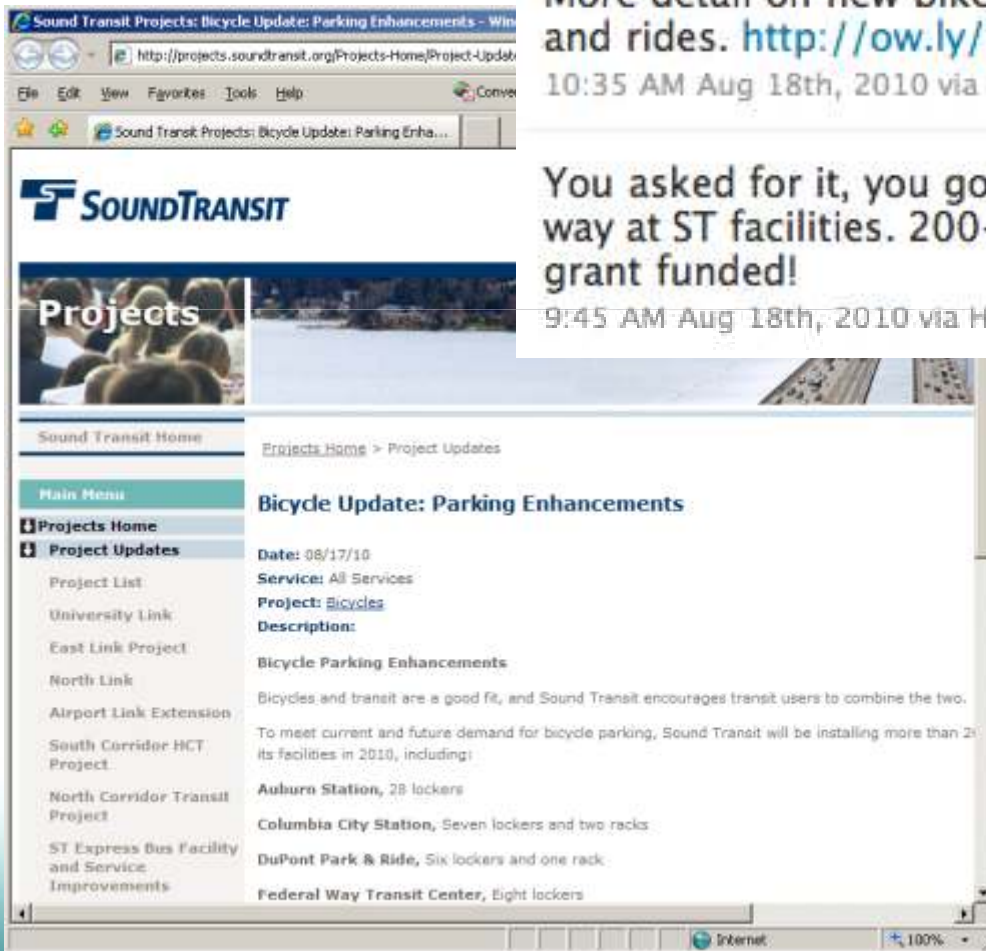 Sound Transit Projects: Bicycle Update: Parking Enhancements - Win
http://projects.soundtransit.org/Projects-Home/Project-Update
File Edit View Favorites Tools Help
Sound Transit Projects: Bicycle Update: Parking Enha...
and rides. http://ow.ly/
10:35 AM Aug 18th, 2010 via
You asked for it, you go
way at ST facilities. 200
grant funded!
9:45 AM Aug 18th, 2010 via H
SOUNDTRANSIT
Projects
Sound Transit Home
Main Menu
Projects Home
Project Updates
Project List
University Link
East Link Project
North Link
Airport Link Extension
South Corridor HCT
Project
North Corridor Transit
Project
ST Express Bus Facility
and Service
Improvements
Projects Home > Project Updates
Bicycle Update: Parking Enhancements
Date: 08/17/10
Service: All Services
Project: Bicycles
Description:
Bicycle Parking Enhancements
Bicycles and transit are a good fit, and Sound Transit encourages transit users to combine the two.
To meet current and future demand for bicycle parking, Sound Transit will be installing more than
its facilities in 2010, including:
Auburn Station, 28 lockers
Columbia City Station, Seven lockers and two racks
DuPont Park & Ride, Six lockers and one rack
Federal Way Transit Center, Eight lockers
Internet
100%